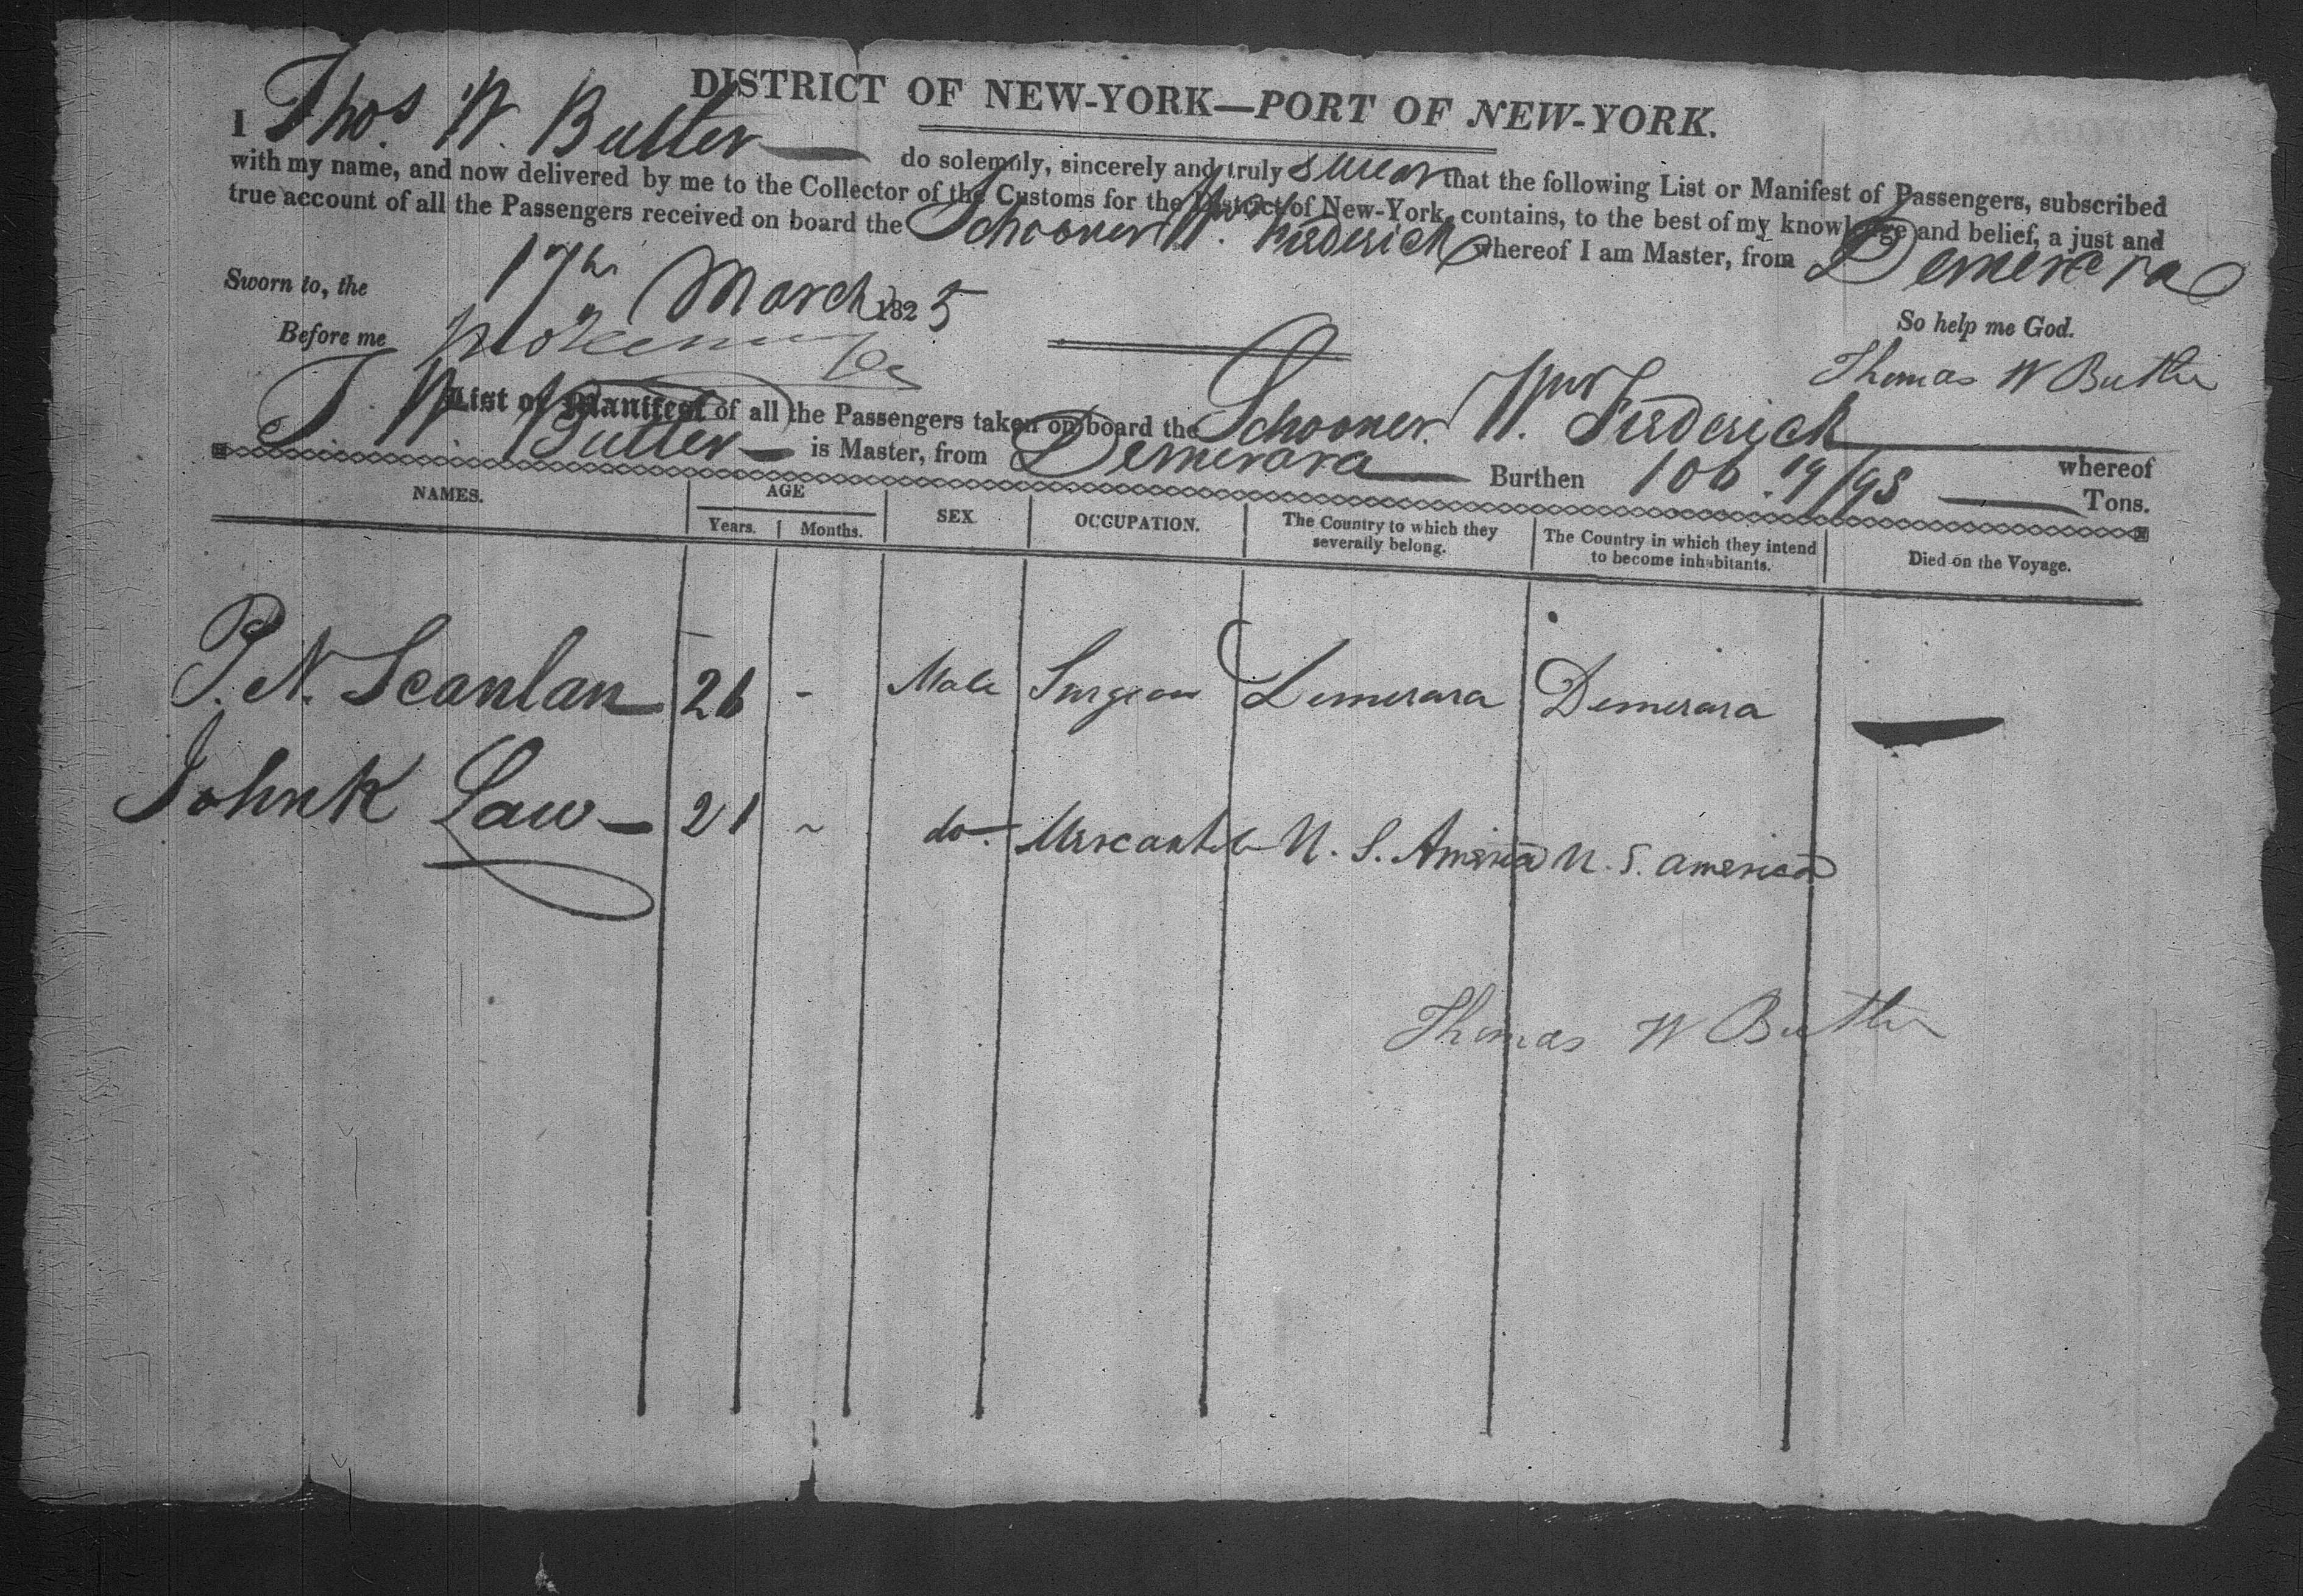 DISTRICT OF NEW-YORK—PORT OF NEW-YORK.
I Thos. W. Butler do solemnly, sincerely and truly swear that the following List or Manifest of Passengers, subscribed
with my name, and now delivered by me to the Collector of the Customs for the District of New-York, contains, to the best of my knowledge and belief, a just and
true account of all the Passengers received on board the Schooner W. Frederick whereof I am Master, from Demerara
Sworn to, the 17th March 1825
So help me God.
Before me
Thomas W Butler
List or Manifest of all the Passengers taken on board the Schooner W. Frederick whereof
T. W. Butler is Master, from Demerara Burthen 106. 19/95 Tons.
NAMES. AGE Years. Months. SEX OCCUPATION. The Country to which they severally belong. The Country in which they intend to become inhabitants. Died on the Voyage.
P. N. Scanlan 26 - Male Surgeon Demerara Demerara —
John K Law — 21 ~ do. Mercantile U. S. America U. S. america
Thomas W Butler